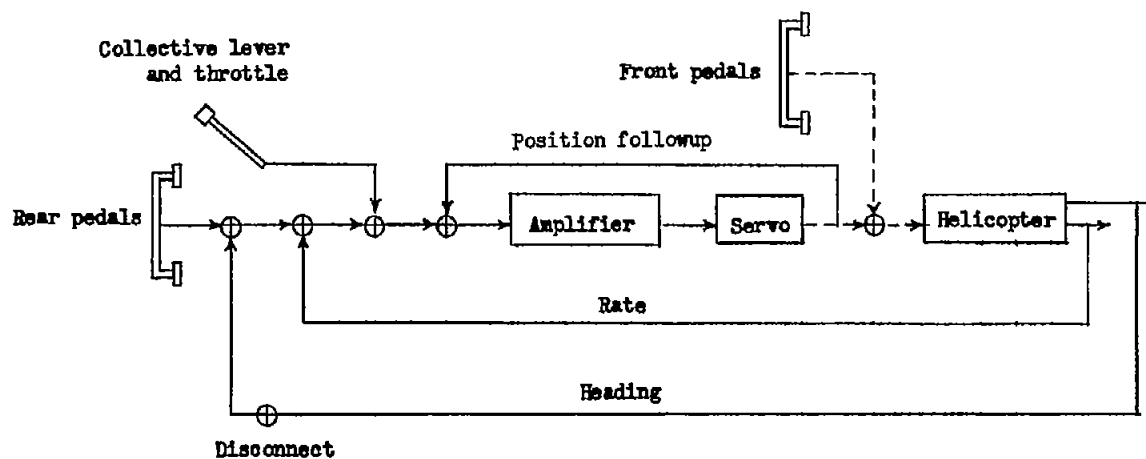 Collective lever
and throttle
Front pedals
Position followup
Rear pedals
Amplifier
Servo
Helicopter
Rate
Heading
Disconnect